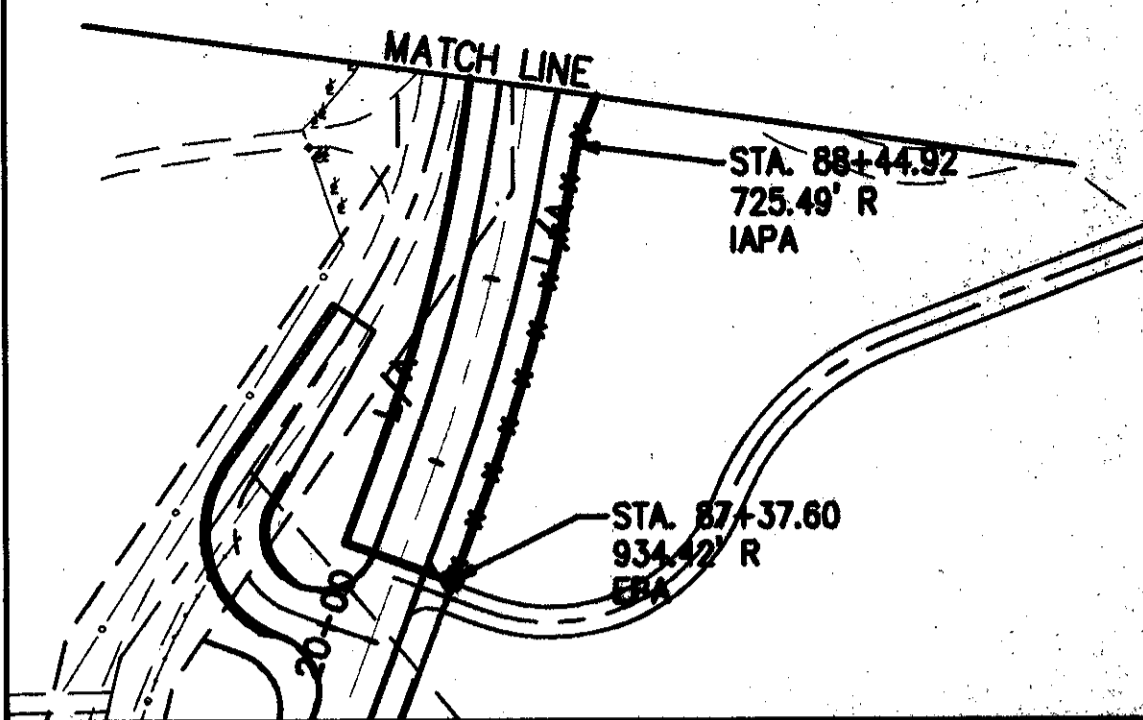 MATCH LINE
STA. 88+44.92
725.49' R
IAPA
L/A
L/A
STA. 87+37.60
934.42' R
EPA
20+00